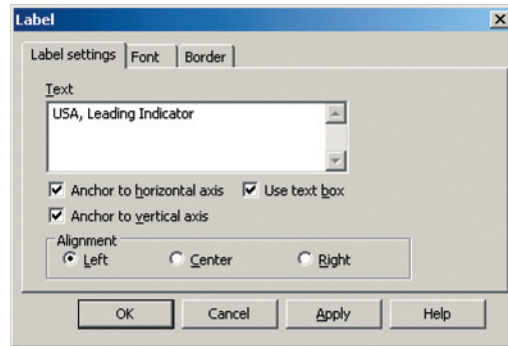 Label
Label settings Font Border
Text
USA, Leading Indicator
Anchor to horizontal axis Use text box
Anchor to vertical axis
Alignment
Left Center Right
OK Cancel Apply Help